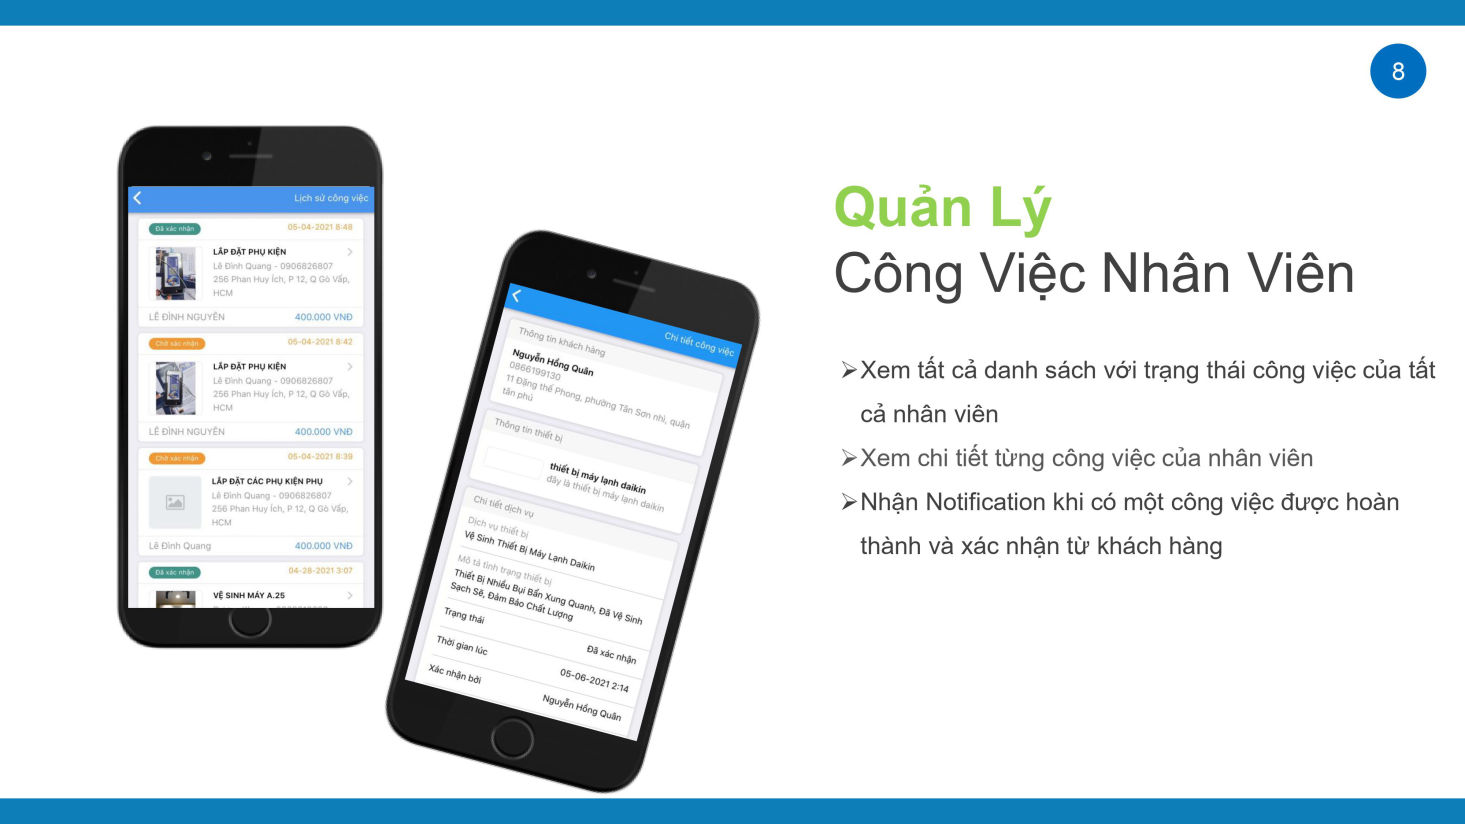 8
Quản Lý
Công Việc Nhân Viên
➢Xem tất cả danh sách với trạng thái công việc của tất
cả nhân viên
➢Xem chi tiết từng công việc của nhân viên
➢Nhận Notification khi có một công việc được hoàn
thành và xác nhận từ khách hàng
Lịch sử công việc
Đã xác nhận 05-04-2021 8:48
LẮP ĐẶT PHỤ KIỆN
Lê Đình Quang - 0906826807
256 Phan Huy Ích, P 12, Q Gò Vấp,
HCM
LÊ ĐÌNH NGUYÊN 400.000 VNĐ
Chờ xác nhận 05-04-2021 8:42
LẮP ĐẶT PHỤ KIỆN
Lê Đình Quang - 0906826807
256 Phan Huy Ích, P 12, Q Gò Vấp,
HCM
LÊ ĐÌNH NGUYÊN 400.000 VNĐ
Chờ xác nhận 05-04-2021 8:39
LẮP ĐẶT CÁC PHỤ KIỆN PHỤ
Lê Đình Quang - 0906826807
256 Phan Huy Ích, P 12, Q Gò Vấp,
HCM
Lê Đình Quang 400.000 VNĐ
Đã xác nhận 04-28-2021 3:07
VỆ SINH MÁY A.25
Chi tiết công việc
Thông tin khách hàng
Nguyễn Hồng Quân
0866199130
11 Đặng thế Phong, phường Tân Sơn nhì, quận
tân phú
Thông tin thiết bị
thiết bị máy lạnh daikin
đây là thiết bị máy lạnh daikin
Chi tiết dịch vụ
Dịch vụ thiết bị
Vệ Sinh Thiết Bị Máy Lạnh Daikin
Mô tả tình trạng thiết bị
Thiết Bị Nhiều Bụi Bẩn Xung Quanh, Đã Vệ Sinh
Sạch Sẽ, Đảm Bảo Chất Lượng
Trạng thái Đã xác nhận
Thời gian lúc 05-06-2021 2:14
Xác nhận bởi Nguyễn Hồng Quân